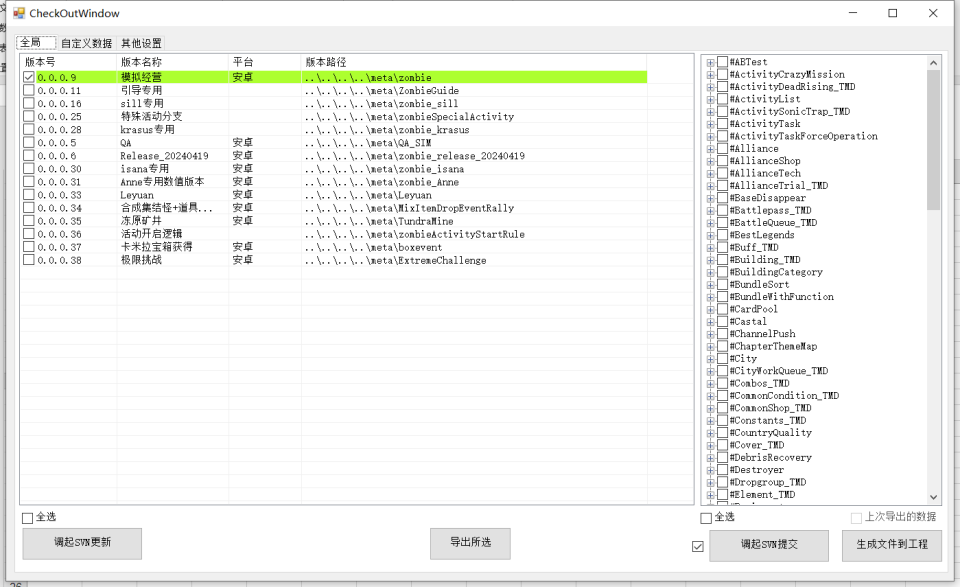 CheckOutWindow
全局 自定义数据 其他设置
版本号 版本名称 平台 版本路径
0.0.0.9 模拟经营 安卓 ..\..\..\..\meta\zombie
0.0.0.11 引导专用 ..\..\..\..\meta\ZombieGuide
0.0.0.16 sill专用 ..\..\..\..\meta\zombie_sill
0.0.0.25 特殊活动分支 ..\..\..\..\meta\zombieSpecialActivity
0.0.0.28 krasus专用 ..\..\..\..\meta\zombie_krasus
0.0.0.5 QA 安卓 ..\..\..\..\meta\QA_SIM
0.0.0.6 Release_20240419 安卓 ..\..\..\..\meta\zombie_release_20240419
0.0.0.30 isana专用 安卓 ..\..\..\..\meta\zombie_isana
0.0.0.31 Anne专用数值版本 安卓 ..\..\..\..\meta\zombie_Anne
0.0.0.33 Leyuan 安卓 ..\..\..\..\meta\Leyuan
0.0.0.34 合成集结怪+道具... 安卓 ..\..\..\..\meta\MixItemDropEventRally
0.0.0.35 冻原矿井 安卓 ..\..\..\..\meta\TundraMine
0.0.0.36 活动开启逻辑 ..\..\..\..\meta\zombieActivityStartRule
0.0.0.37 卡米拉宝箱获得 安卓 ..\..\..\..\meta\boxevent
0.0.0.38 极限挑战 安卓 ..\..\..\..\meta\ExtremeChallenge
全选
调起SVN更新
导出所选
#ABTest
#ActivityCrazyMission
#ActivityDeadRising_TMD
#ActivityList
#ActivitySonicTrap_TMD
#ActivityTask
#ActivityTaskForceOperation
#Alliance
#AllianceShop
#AllianceTech
#AllianceTrial_TMD
#BaseDisappear
#Battlepass_TMD
#BattleQueue_TMD
#BestLegends
#Buff_TMD
#Building_TMD
#BuildingCategory
#BundleSort
#BundleWithFunction
#CardPool
#Castal
#ChannelPush
#ChapterThemeMap
#City
#CityWorkQueue_TMD
#Combos_TMD
#CommonCondition_TMD
#CommonShop_TMD
#Constants_TMD
#CountryQuality
#Cover_TMD
#DebrisRecovery
#Destroyer
#Dropgroup_TMD
#Element_TMD
全选 上次导出的数据
调起SVN提交 生成文件到工程